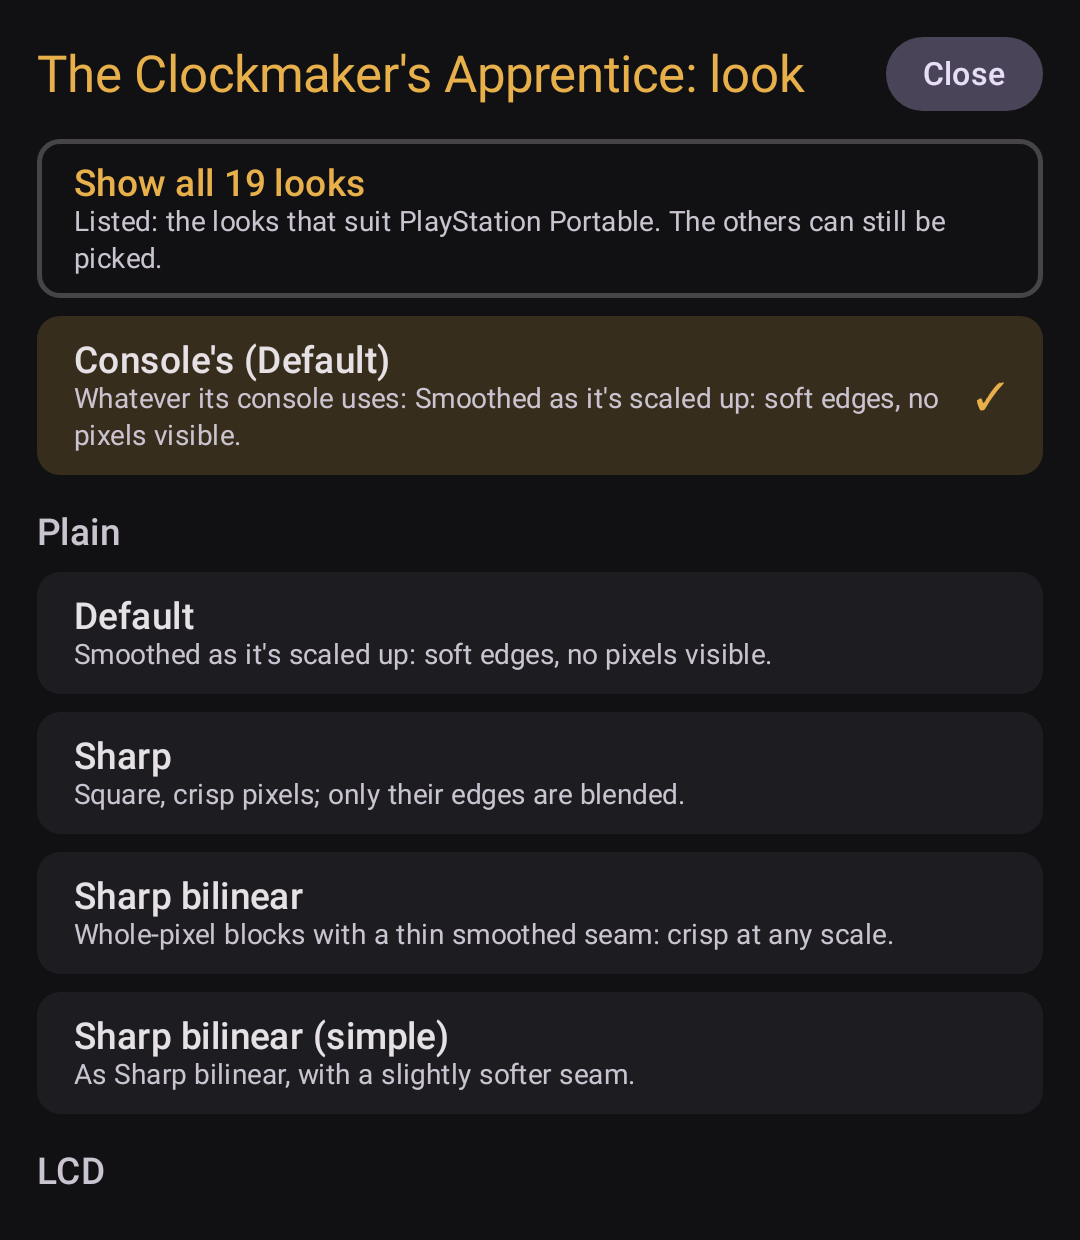 The Clockmaker's Apprentice: look
Close
Show all 19 looks
Listed: the looks that suit PlayStation Portable. The others can still be
picked.
Console's (Default)
Whatever its console uses: Smoothed as it's scaled up: soft edges, no
pixels visible.
✓
Plain
Default
Smoothed as it's scaled up: soft edges, no pixels visible.
Sharp
Square, crisp pixels; only their edges are blended.
Sharp bilinear
Whole-pixel blocks with a thin smoothed seam: crisp at any scale.
Sharp bilinear (simple)
As Sharp bilinear, with a slightly softer seam.
LCD